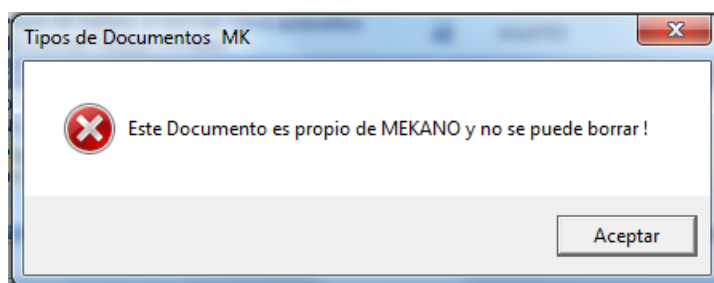 Tipos de Documentos MK
Este Documento es propio de MEKANO y no se puede borrar !
Aceptar